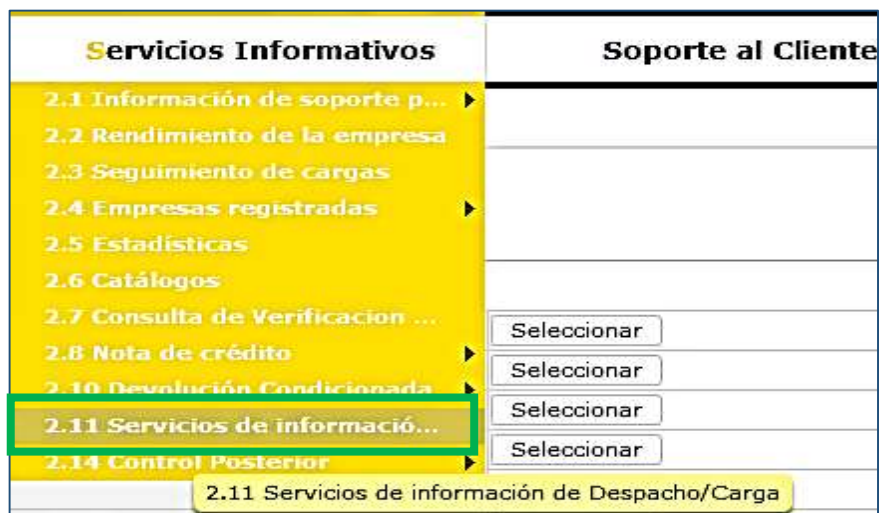 Servicios Informativos
Soporte al Cliente
2.1 Información de soporte p...
2.2 Rendimiento de la empresa
2.3 Seguimiento de cargas
2.4 Empresas registradas
2.5 Estadísticas
2.6 Catálogos
2.7 Consulta de Verificacion ...
Seleccionar
2.8 Nota de crédito
Seleccionar
2.10 Devolución Condicionada
Seleccionar
2.11 Servicios de informació...
Seleccionar
2.14 Control Posterior
2.11 Servicios de información de Despacho/Carga